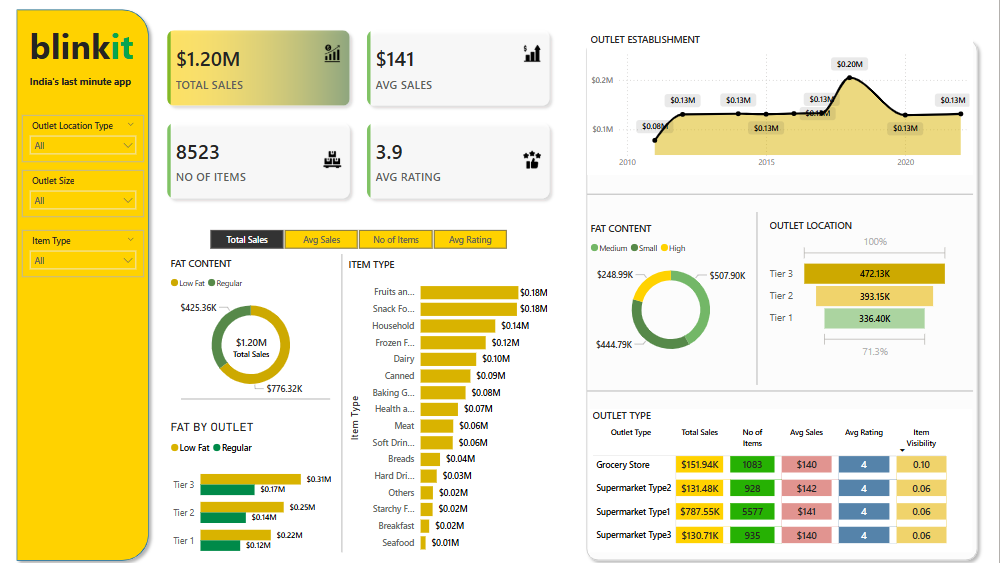 blinkit
India's last minute app
Outlet Location Type
All
Outlet Size
All
Item Type
All
$1.20M
TOTAL SALES
$141
AVG SALES
8523
NO OF ITEMS
3.9
AVG RATING
Total Sales Avg Sales No of Items Avg Rating
FAT CONTENT
Low Fat Regular
$425.36K
$1.20M
Total Sales
$776.32K
FAT BY OUTLET
Low Fat Regular
Tier 3 $0.31M
$0.17M
Tier 2 $0.25M
$0.14M
Tier 1 $0.22M
$0.12M
ITEM TYPE
Item Type
Fruits an... $0.18M
Snack Fo... $0.18M
Household $0.14M
Frozen F... $0.12M
Dairy $0.10M
Canned $0.09M
Baking G... $0.08M
Health a... $0.07M
Meat $0.06M
Soft Drin... $0.06M
Breads $0.04M
Hard Dri... $0.03M
Others $0.02M
Starchy F... $0.02M
Breakfast $0.02M
Seafood $0.01M
OUTLET ESTABLISHMENT
$0.20M
$0.2M
$0.13M $0.13M $0.13M $0.13M
$0.1M $0.08M $0.13M $0.13M
2010 2015 2020
FAT CONTENT
Medium Small High
$248.99K $507.90K
$444.79K
OUTLET LOCATION
100%
Tier 3 472.13K
Tier 2 393.15K
Tier 1 336.40K
71.3%
OUTLET TYPE
Outlet Type Total Sales No of Items Avg Sales Avg Rating Item Visibility
Grocery Store $151.94K 1083 $140 4 0.10
Supermarket Type2 $131.48K 928 $142 4 0.06
Supermarket Type1 $787.55K 5577 $141 4 0.06
Supermarket Type3 $130.71K 935 $140 4 0.06